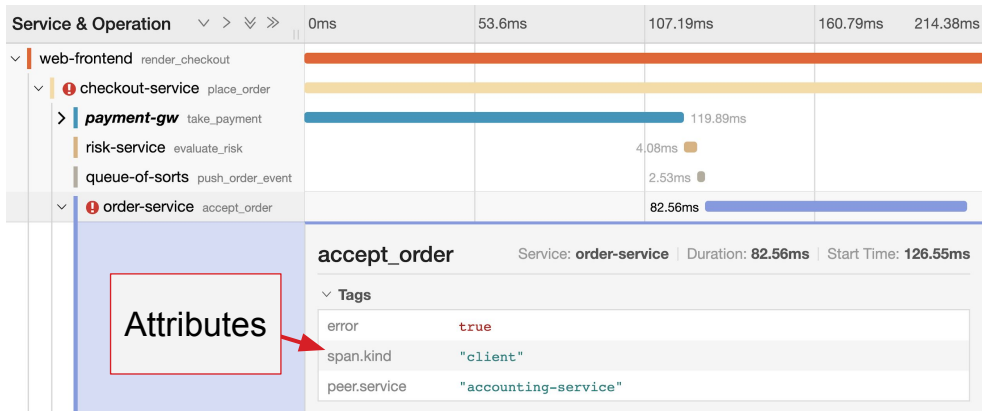 Service & Operation 0ms 53.6ms 107.19ms 160.79ms 214.38ms
web-frontend render_checkout
checkout-service place_order
payment-gw take_payment 119.89ms
risk-service evaluate_risk 4.08ms
queue-of-sorts push_order_event 2.53ms
order-service accept_order 82.56ms
accept_order Service: order-service Duration: 82.56ms Start Time: 126.55ms
Tags
error true
span.kind "client"
peer.service "accounting-service"
Attributes